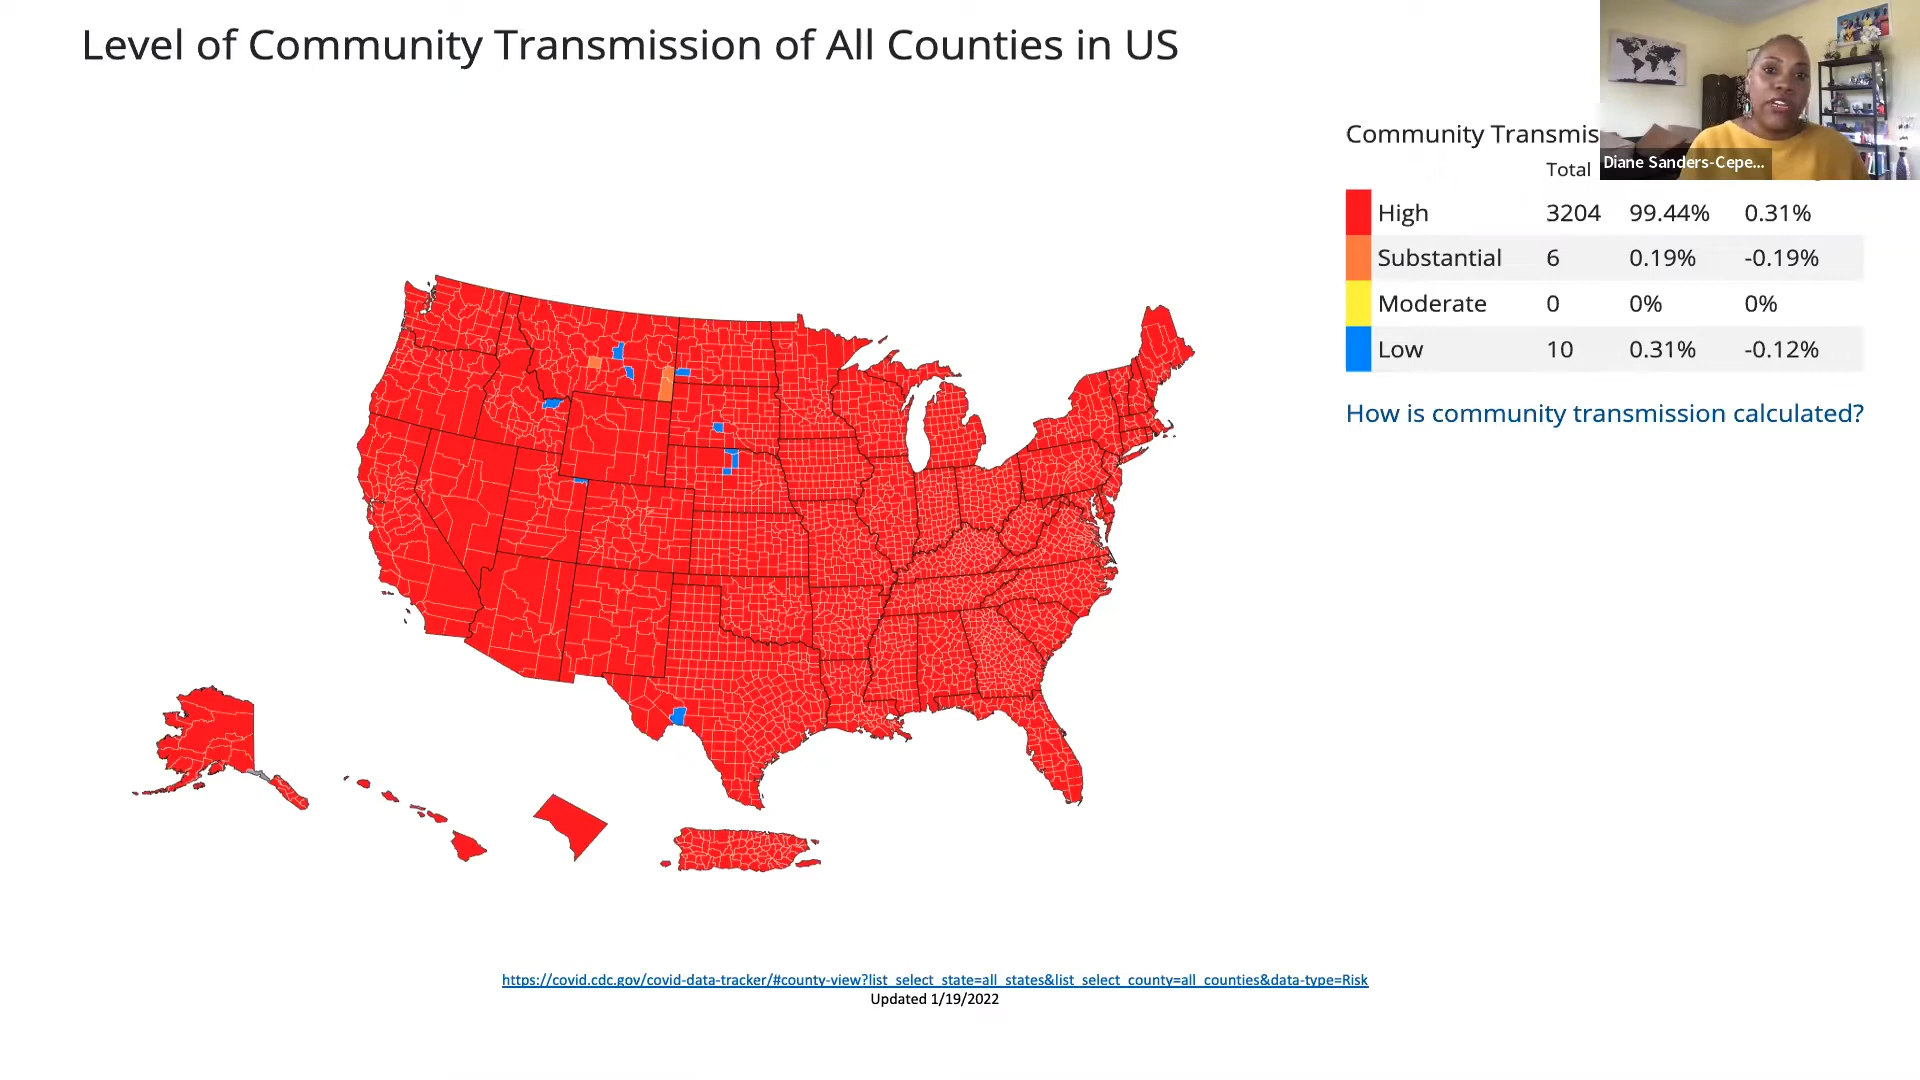 Level of Community Transmission of All Counties in US
Community Transmis
Total
High 3204 99.44% 0.31%
Substantial 6 0.19% -0.19%
Moderate 0 0% 0%
Low 10 0.31% -0.12%
How is community transmission calculated?
Diane Sanders-Cepe...
https://covid.cdc.gov/covid-data-tracker/#county-view?list_select_state=all_states&list_select_county=all_counties&data-type=Risk
Updated 1/19/2022